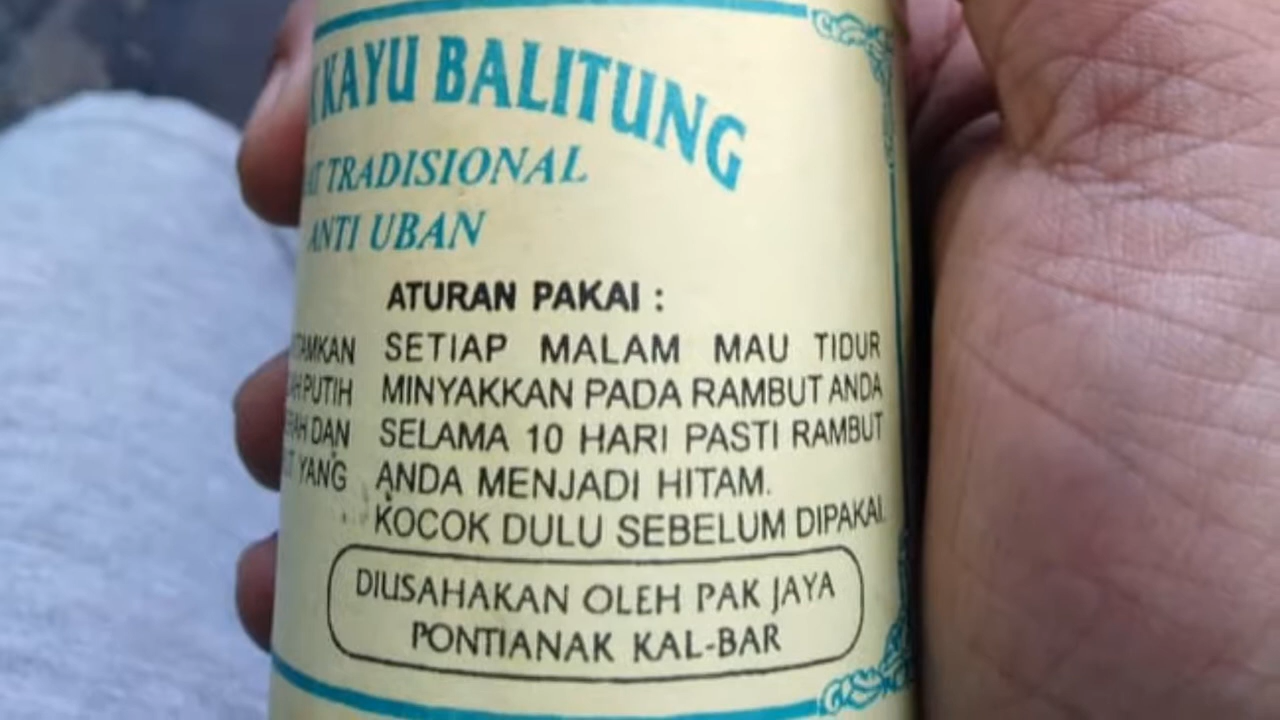 KAYU BALITUNG
TRADISIONAL
ANTI UBAN
ATURAN PAKAI :
SETIAP MALAM MAU TIDUR
PUTIH MINYAKKAN PADA RAMBUT ANDA
DAN SELAMA 10 HARI PASTI RAMBUT
YANG ANDA MENJADI HITAM.
KOCOK DULU SEBELUM DIPAKAI.
DIUSAHAKAN OLEH PAK JAYA
PONTIANAK KAL-BAR